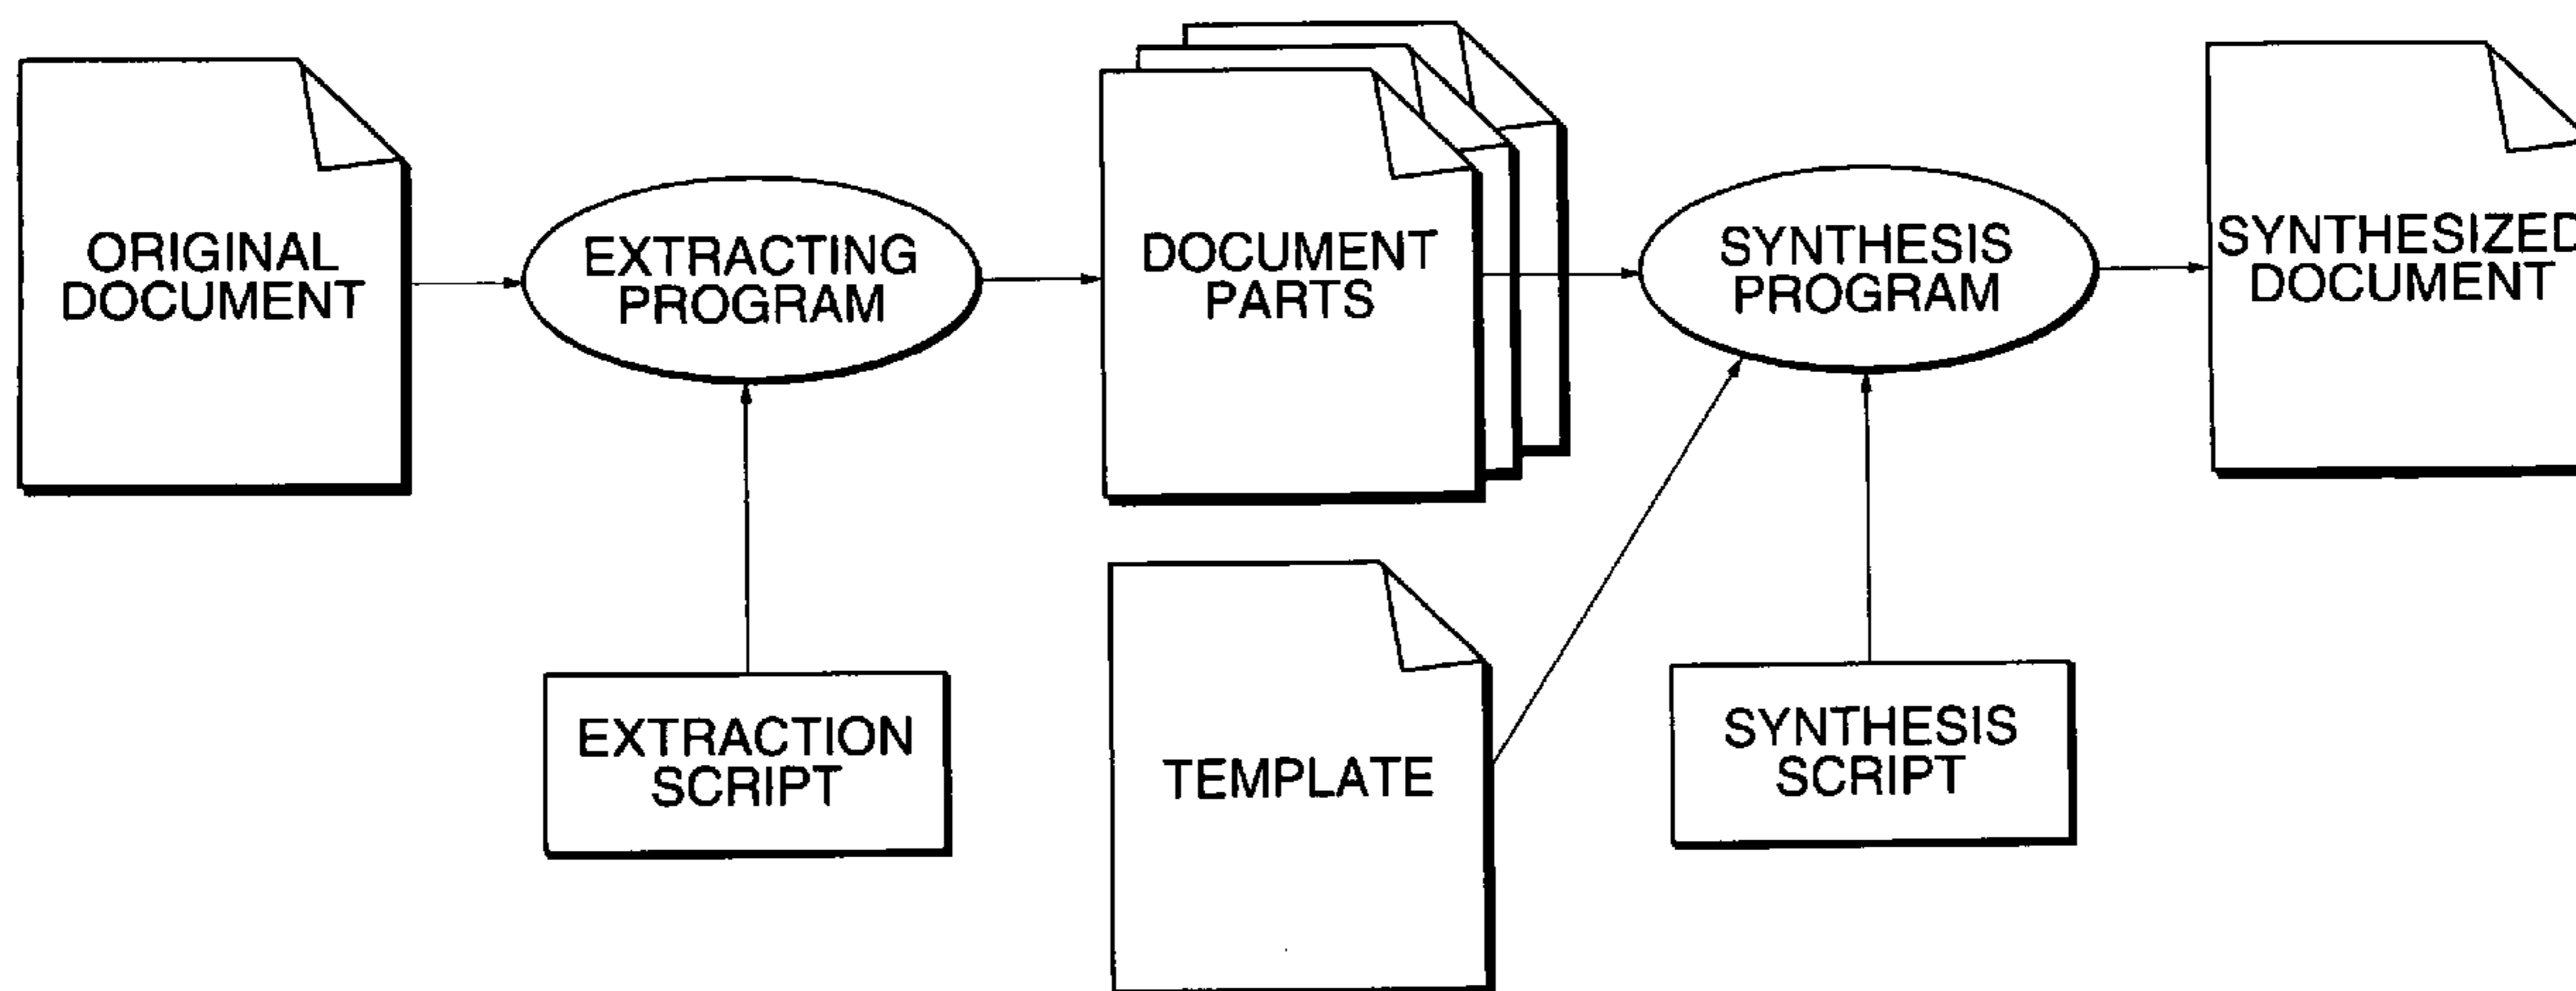 ORIGINAL
DOCUMENT
EXTRACTING
PROGRAM
DOCUMENT
PARTS
SYNTHESIS
PROGRAM
SYNTHESIZED
DOCUMENT
EXTRACTION
SCRIPT
TEMPLATE
SYNTHESIS
SCRIPT